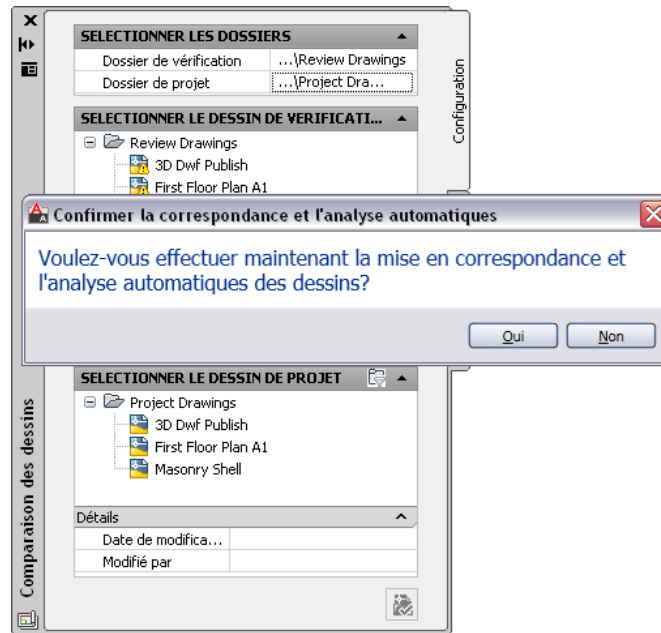 SELECTIONNER LES DOSSIERS
Dossier de vérification ...\Review Drawings
Dossier de projet ...\Project Dra...
Configuration
SELECTIONNER LE DESSIN DE VERIFICATI...
Review Drawings
3D Dwf Publish
First Floor Plan A1
Confirmer la correspondance et l'analyse automatiques
Voulez-vous effectuer maintenant la mise en correspondance et
l'analyse automatiques des dessins?
Oui Non
SELECTIONNER LE DESSIN DE PROJET
Project Drawings
3D Dwf Publish
First Floor Plan A1
Masonry Shell
Détails
Date de modifica...
Modifié par
Comparaison des dessins